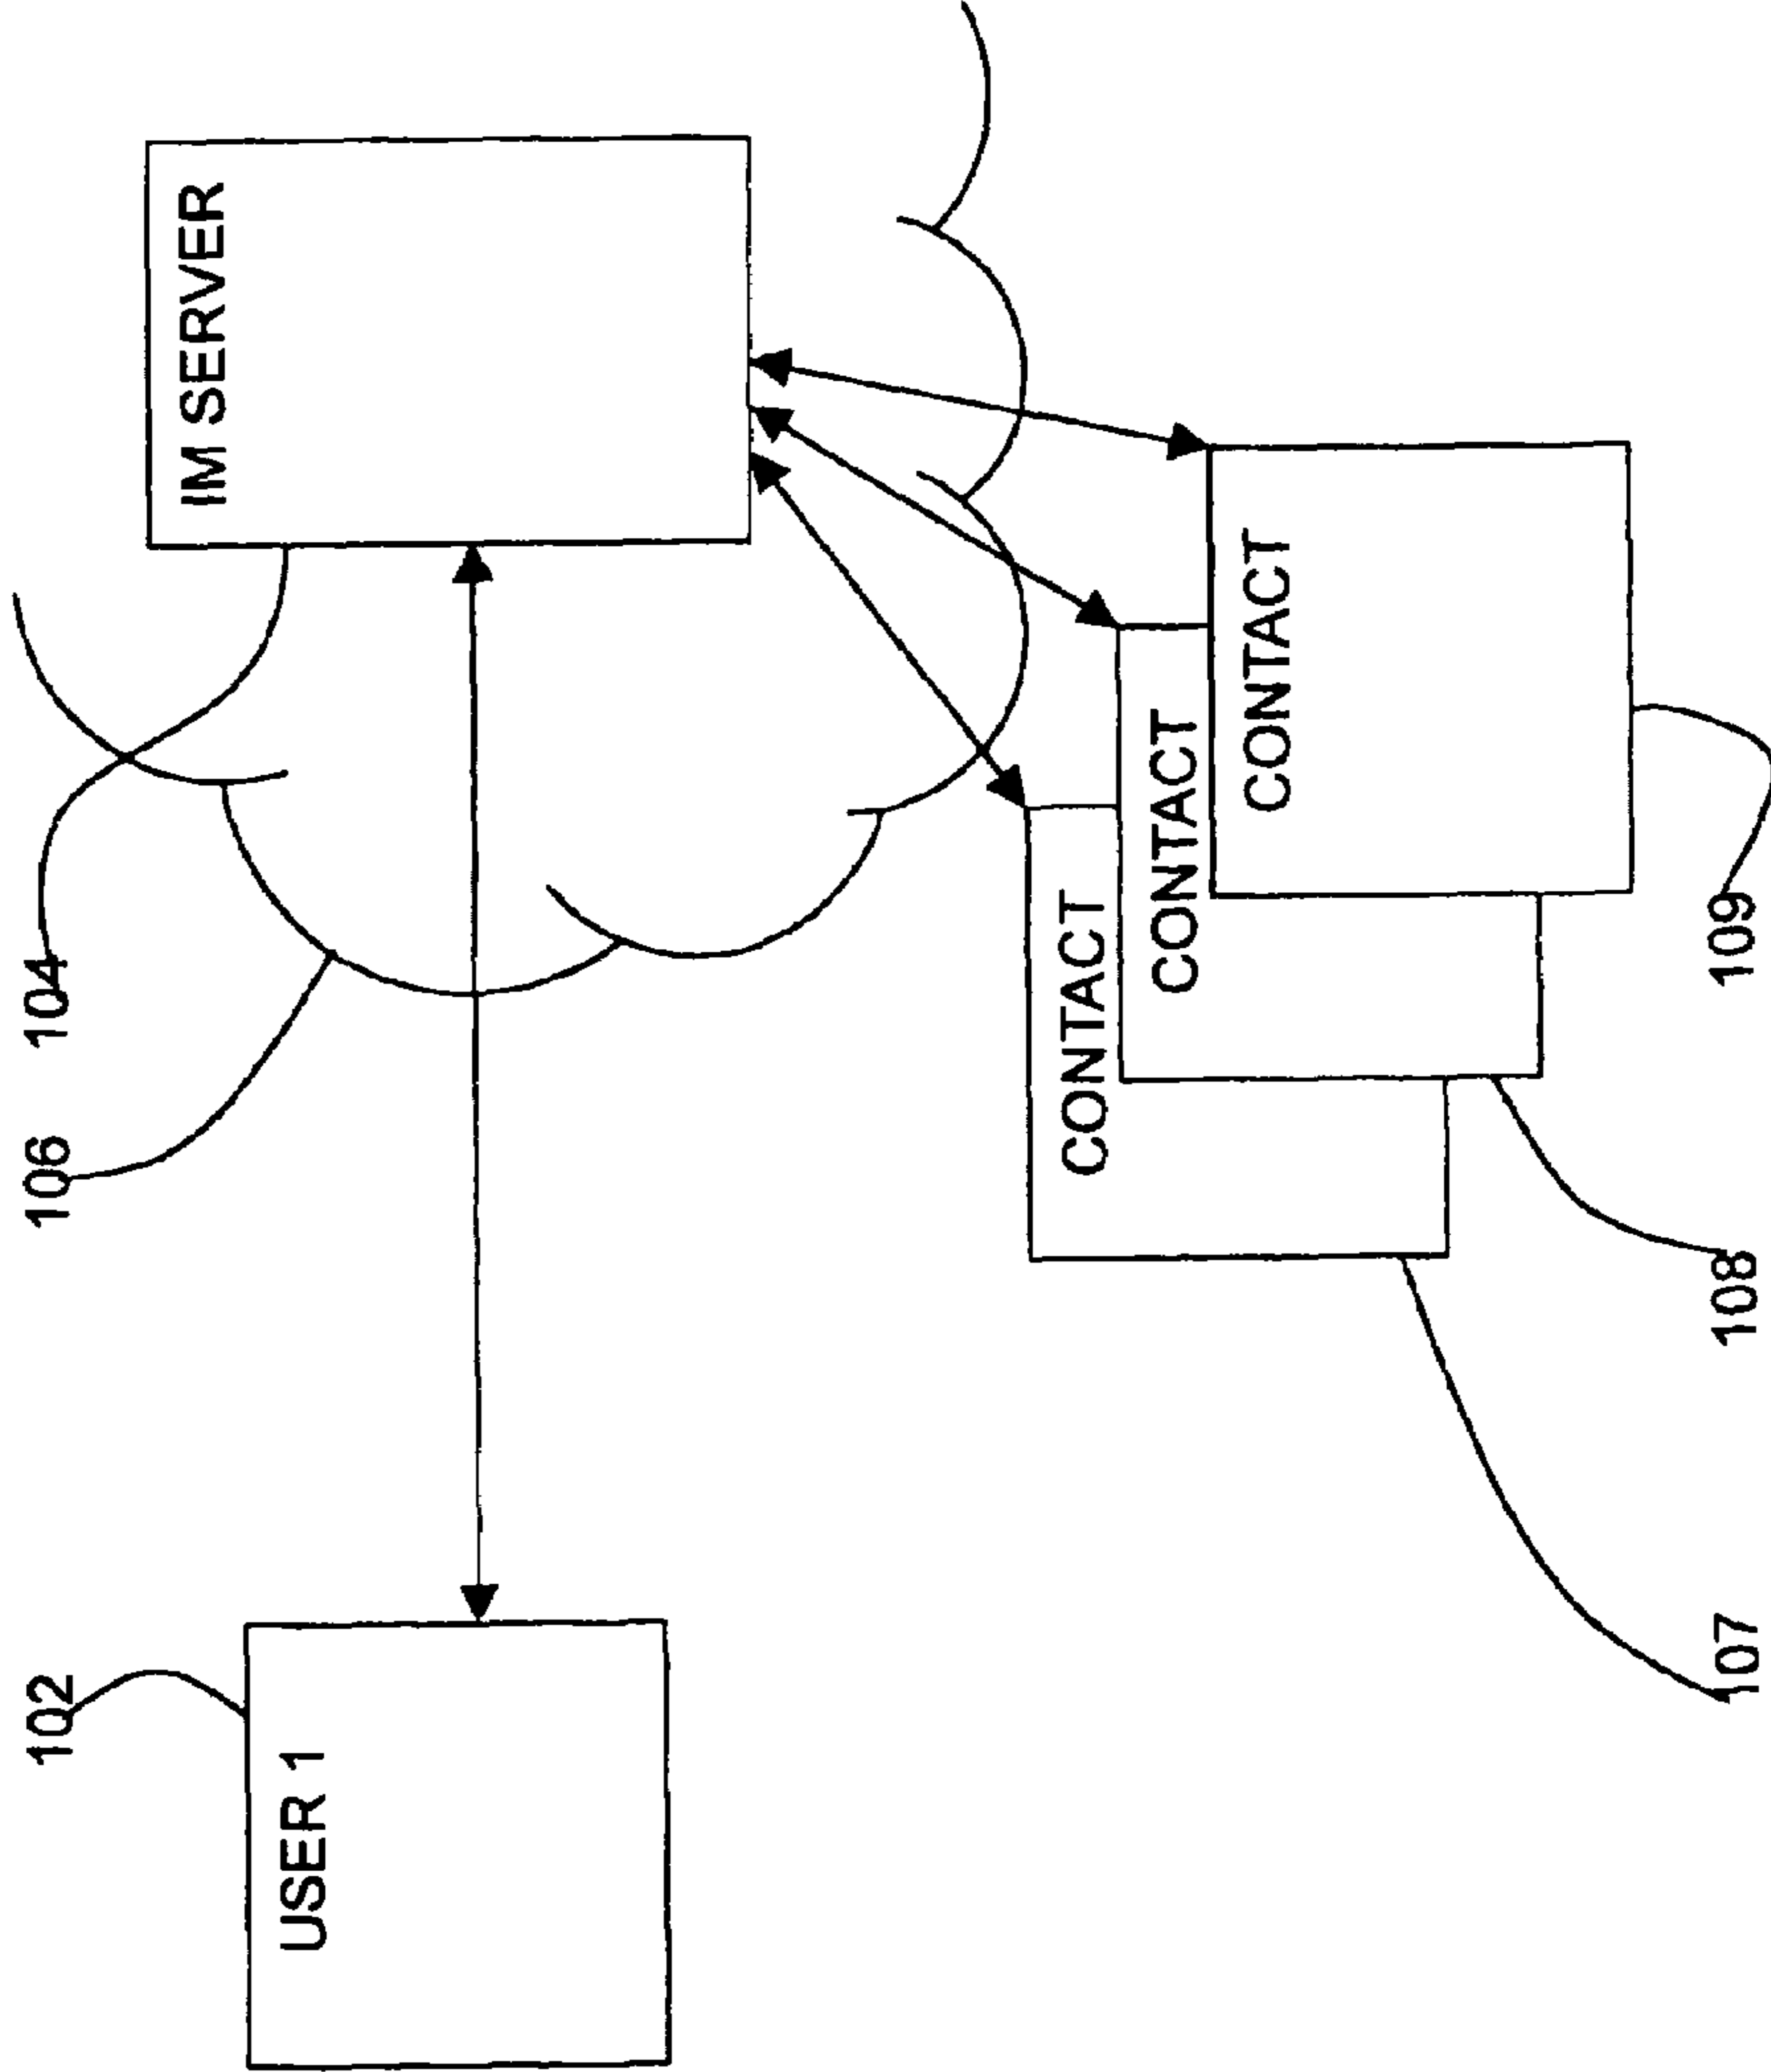 102
106
104
USER 1
IM SERVER
CONTACT
CONTACT
CONTACT
107
108
109